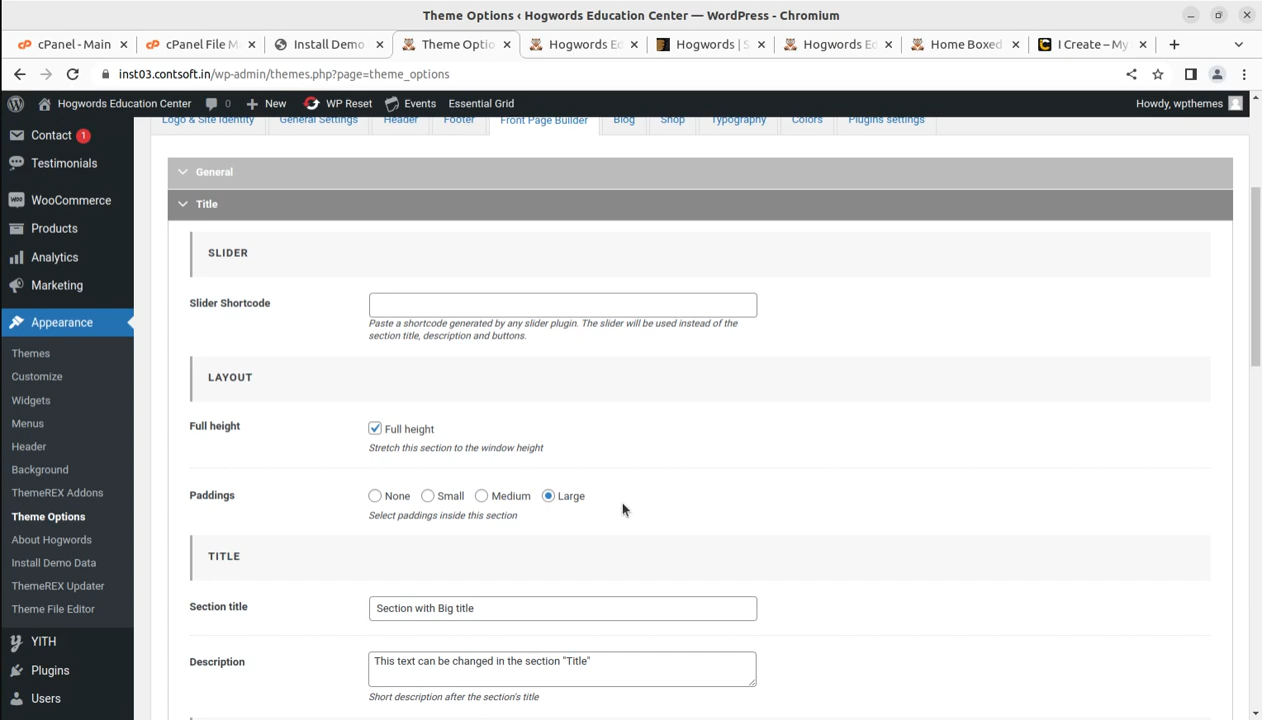 Theme Options ‹ Hogwords Education Center — WordPress - Chromium
cPanel - Main
cPanel File M
Install Demo
Theme Optio
Hogwords E
Hogwords | S
Hogwords E
Home Boxed
I Create – My
inst03.contsoft.in/wp-admin/themes.php?page=theme_options
Hogwords Education Center
0
New
WP Reset
Events
Essential Grid
Howdy, wpthemes
Contact 1
Testimonials
WooCommerce
Products
Analytics
Marketing
Appearance
Themes
Customize
Widgets
Menus
Header
Background
ThemeREX Addons
Theme Options
About Hogwords
Install Demo Data
ThemeREX Updater
Theme File Editor
YITH
Plugins
Users
Logo & Site Identity
General Settings
Header
Footer
Front Page Builder
Blog
Shop
Typography
Colors
Plugins settings
General
Title
SLIDER
Slider Shortcode
Paste a shortcode generated by any slider plugin. The slider will be used instead of the
section title, description and buttons.
LAYOUT
Full height
Full height
Stretch this section to the window height
Paddings
None
Small
Medium
Large
Select paddings inside this section
TITLE
Section title
Section with Big title
Description
This text can be changed in the section "Title"
Short description after the section's title